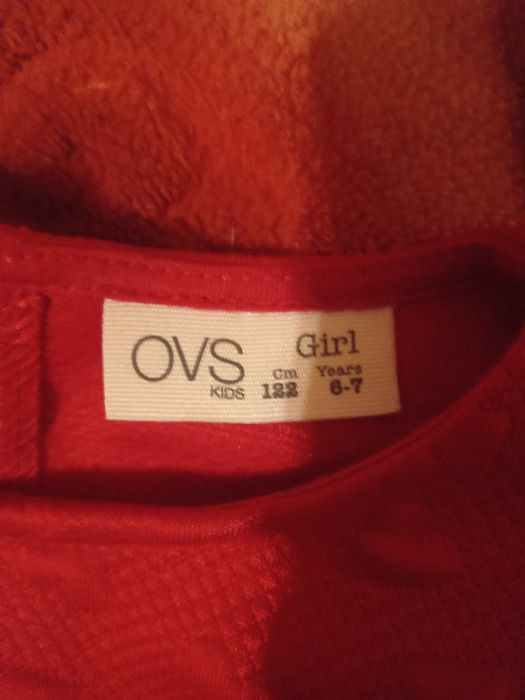 OVS
KIDS
Girl
Cm Years
122 6-7